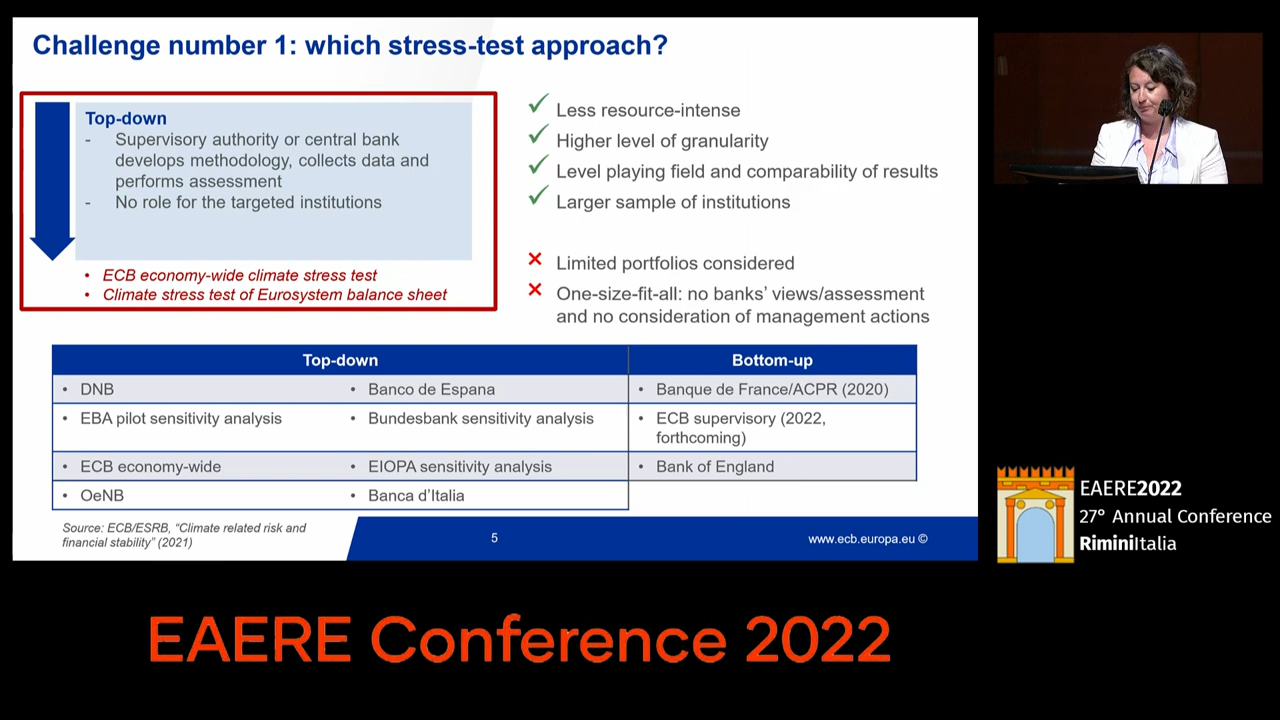 Challenge number 1: which stress-test approach?
Top-down
- Supervisory authority or central bank
develops methodology, collects data and
performs assessment
- No role for the targeted institutions
• ECB economy-wide climate stress test
• Climate stress test of Eurosystem balance sheet
✓ Less resource-intense
✓ Higher level of granularity
✓ Level playing field and comparability of results
✓ Larger sample of institutions
× Limited portfolios considered
× One-size-fit-all: no banks' views/assessment
and no consideration of management actions
Top-down Bottom-up
• DNB • Banco de Espana • Banque de France/ACPR (2020)
• EBA pilot sensitivity analysis • Bundesbank sensitivity analysis • ECB supervisory (2022,
forthcoming)
• ECB economy-wide • EIOPA sensitivity analysis • Bank of England
• OeNB • Banca d'Italia
Source: ECB/ESRB, "Climate related risk and
financial stability" (2021)
5
www.ecb.europa.eu ©
EAERE2022
27° Annual Conference
RiminiItalia
EAERE Conference 2022